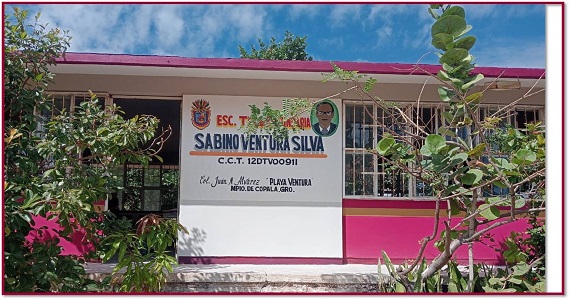 ESC.
SABINO VENTURA SILVA
C.C.T. 12DTV0091I
Col. Juan N. Alvarez "PLAYA VENTURA"
MPIO. DE COPALA, GRO.